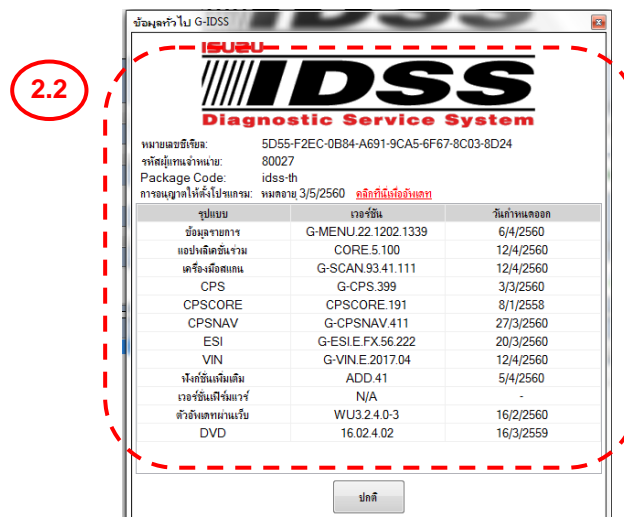 ข้อมูลทั่วไป G-IDSS
2.2
ISUZU
IDSS
Diagnostic Service System
หมายเลขซีเรียล: 5D55-F2EC-0B84-A691-9CA5-6F67-8C03-8D24
รหัสผู้แทนจำหน่าย: 80027
Package Code: idss-th
การอนุญาตให้ตั้งโปรแกรม: หมดอายุ 3/5/2560 คลิกที่นี่เพื่ออัพเดท
รูปแบบ เวอร์ชัน วันกำหนดออก
ข้อมูลรายการ G-MENU.22.1202.1339 6/4/2560
แอปพลิเคชันร่วม CORE.5.100 12/4/2560
เครื่องมือสแกน G-SCAN.93.41.111 12/4/2560
CPS G-CPS.399 3/3/2560
CPSCORE CPSCORE.191 8/1/2558
CPSNAV G-CPSNAV.411 27/3/2560
ESI G-ESI.E.FX.56.222 20/3/2560
VIN G-VIN.E.2017.04 12/4/2560
ฟังก์ชันเพิ่มเติม ADD.41 5/4/2560
เวอร์ชันเฟิร์มแวร์ N/A -
ตัวอัพเดทผ่านเว็บ WU3.2.4.0-3 16/2/2560
DVD 16.02.4.02 16/3/2559
ปกติ